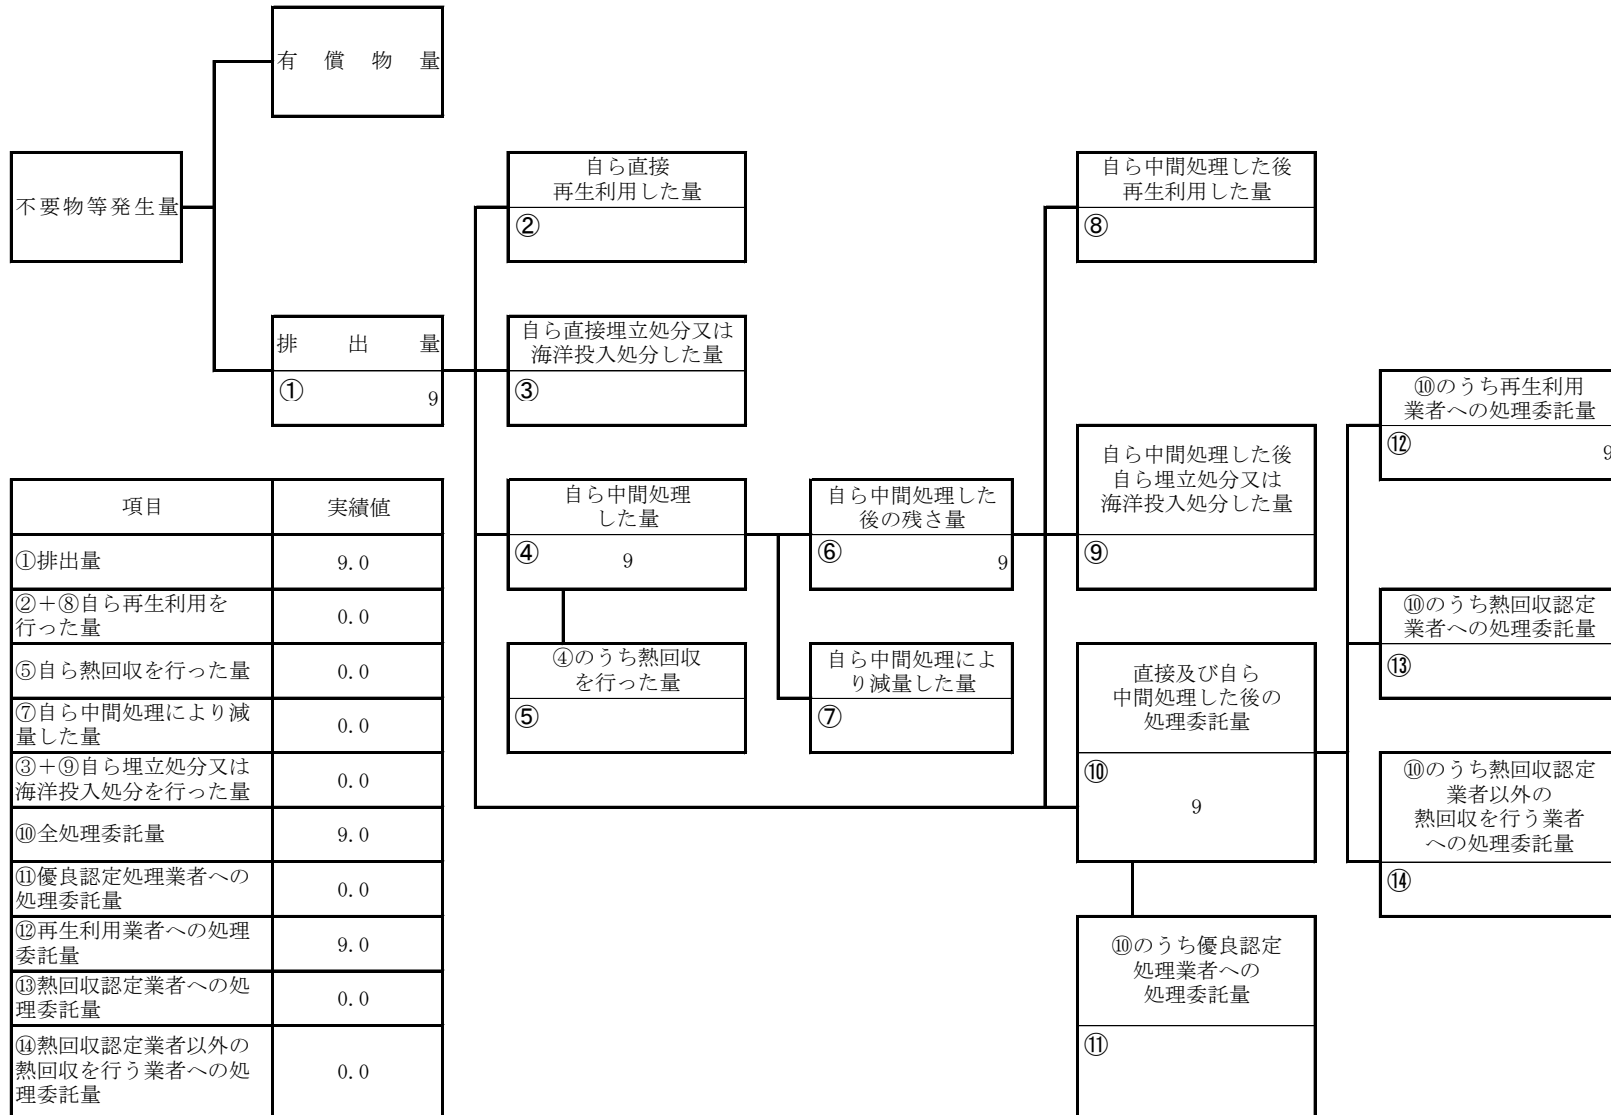 有償物量
不要物等発生量
排出量
①
9
自ら直接
再生利用した量
②
自ら直接埋立処分又は
海洋投入処分した量
③
自ら中間処理
した量
④
9
④のうち熱回収
を行った量
⑤
自ら中間処理した
後の残さ量
⑥
9
自ら中間処理によ
り減量した量
⑦
自ら中間処理した後
再生利用した量
⑧
自ら中間処理した後
自ら埋立処分又は
海洋投入処分した量
⑨
直接及び自ら
中間処理した後の
処理委託量
⑩
9
⑩のうち優良認定
処理業者への
処理委託量
⑪
⑩のうち再生利用
業者への処理委託量
⑫
9
⑩のうち熱回収認定
業者への処理委託量
⑬
⑩のうち熱回収認定
業者以外の
熱回収を行う業者
への処理委託量
⑭
項目 実績値
①排出量 9.0
②+⑧自ら再生利用を
行った量 0.0
⑤自ら熱回収を行った量 0.0
⑦自ら中間処理により減
量した量 0.0
③+⑨自ら埋立処分又は
海洋投入処分を行った量 0.0
⑩全処理委託量 9.0
⑪優良認定処理業者への
処理委託量 0.0
⑫再生利用業者への処理
委託量 9.0
⑬熱回収認定業者への処
理委託量 0.0
⑭熱回収認定業者以外の
熱回収を行う業者への処
理委託量 0.0